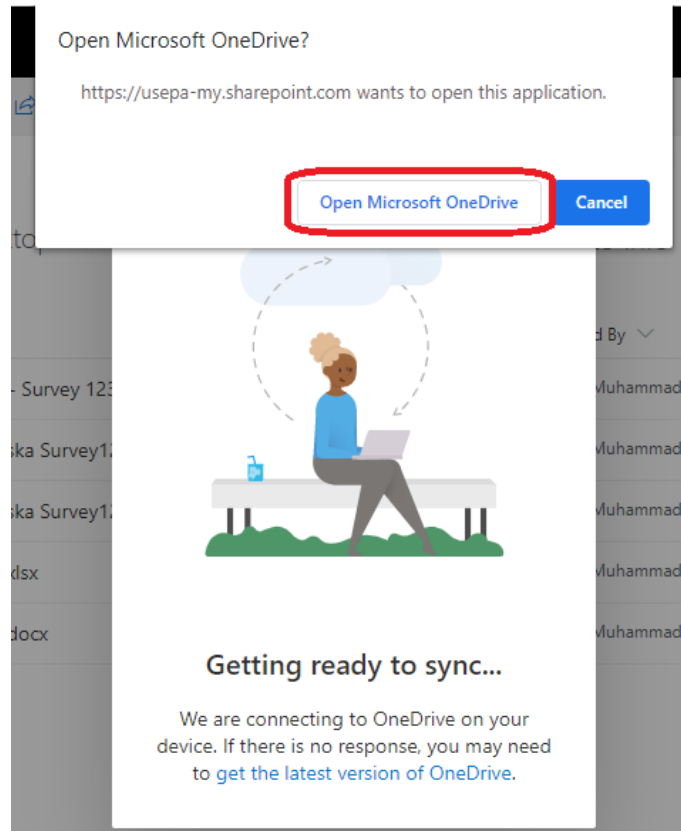 Open Microsoft OneDrive?
https://usepa-my.sharepoint.com wants to open this application.
Open Microsoft OneDrive Cancel
d By
- Survey 123 Muhammad
ska Survey1 Muhammad
ska Survey1 Muhammad
xlsx Muhammad
docx Muhammad
Getting ready to sync...
We are connecting to OneDrive on your
device. If there is no response, you may need
to get the latest version of OneDrive.